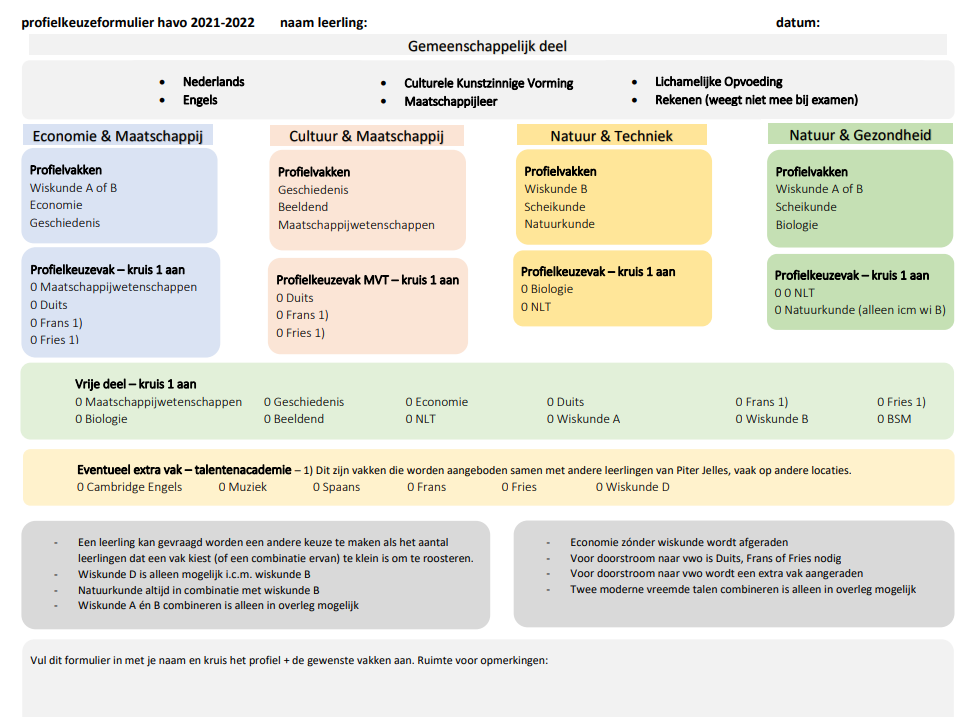 profielkeuzeformulier havo 2021-2022 naam leerling: datum:
Gemeenschappelijk deel
• Nederlands
• Engels
• Culturele Kunstzinnige Vorming
• Maatschappijleer
• Lichamelijke Opvoeding
• Rekenen (weegt niet mee bij examen)
Economie & Maatschappij
Profielvakken
Wiskunde A of B
Economie
Geschiedenis
Profielkeuzevak – kruis 1 aan
0 Maatschappijwetenschappen
0 Duits
0 Frans 1)
0 Fries 1)
Cultuur & Maatschappij
Profielvakken
Geschiedenis
Beeldend
Maatschappijwetenschappen
Profielkeuzevak MVT – kruis 1 aan
0 Duits
0 Frans 1)
0 Fries 1)
Natuur & Techniek
Profielvakken
Wiskunde B
Scheikunde
Natuurkunde
Profielkeuzevak – kruis 1 aan
0 Biologie
0 NLT
Natuur & Gezondheid
Profielvakken
Wiskunde A of B
Scheikunde
Biologie
Profielkeuzevak – kruis 1 aan
0 0 NLT
0 Natuurkunde (alleen icm wi B)
Vrije deel – kruis 1 aan
0 Maatschappijwetenschappen 0 Geschiedenis 0 Economie 0 Duits 0 Frans 1) 0 Fries 1)
0 Biologie 0 Beeldend 0 NLT 0 Wiskunde A 0 Wiskunde B 0 BSM
Eventueel extra vak – talentenacademie – 1) Dit zijn vakken die worden aangeboden samen met andere leerlingen van Piter Jelles, vaak op andere locaties.
0 Cambridge Engels 0 Muziek 0 Spaans 0 Frans 0 Fries 0 Wiskunde D
- Een leerling kan gevraagd worden een andere keuze te maken als het aantal
leerlingen dat een vak kiest (of een combinatie ervan) te klein is om te roosteren.
- Wiskunde D is alleen mogelijk i.c.m. wiskunde B
- Natuurkunde altijd in combinatie met wiskunde B
- Wiskunde A én B combineren is alleen in overleg mogelijk
- Economie zónder wiskunde wordt afgeraden
- Voor doorstroom naar vwo is Duits, Frans of Fries nodig
- Voor doorstroom naar vwo wordt een extra vak aangeraden
- Twee moderne vreemde talen combineren is alleen in overleg mogelijk
Vul dit formulier in met je naam en kruis het profiel + de gewenste vakken aan. Ruimte voor opmerkingen: